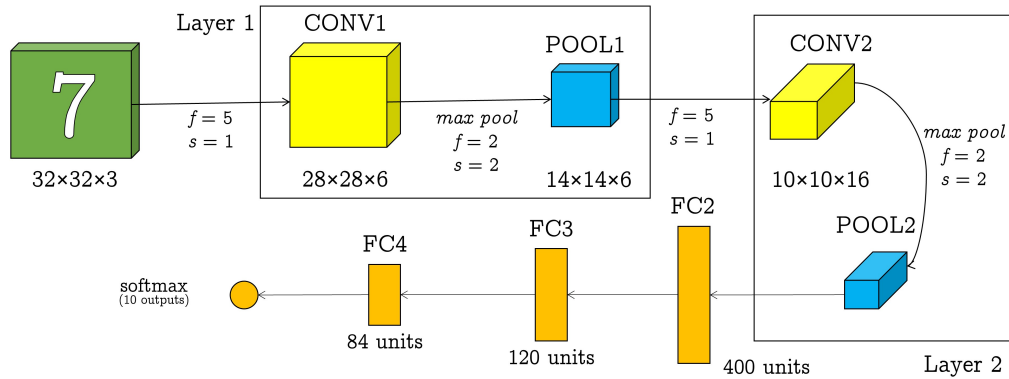 Layer 1
CONV1
POOL1
CONV2
7
f = 5
s = 1
max pool
f = 2
s = 2
f = 5
s = 1
max pool
f = 2
s = 2
32×32×3
28×28×6
14×14×6
10×10×16
FC2
POOL2
FC3
FC4
softmax
(10 outputs)
84 units
120 units
400 units
Layer 2